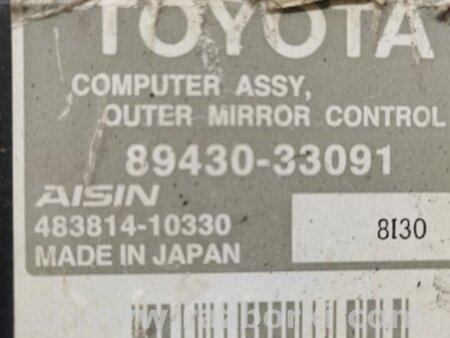 TOYOTA
COMPUTER ASSY,
OUTER MIRROR CONTROL
89430-33091
AISIN
483814-10330
8I30
MADE IN JAPAN